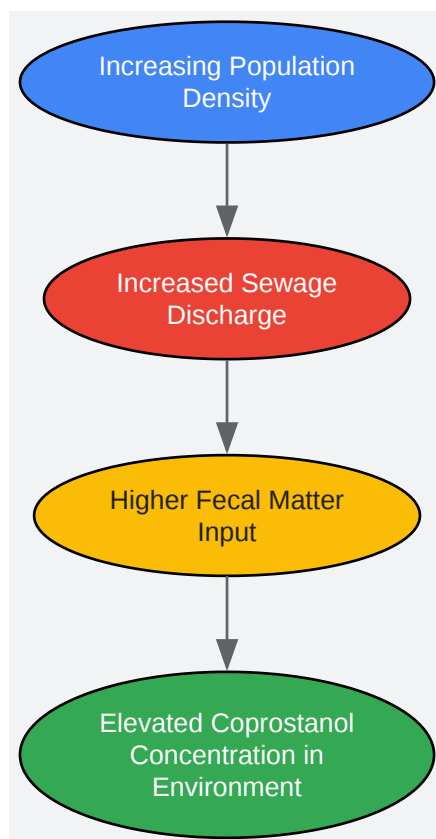 Increasing Population
Density
Increased Sewage
Discharge
Higher Fecal Matter
Input
Elevated Coprostanol
Concentration in
Environment